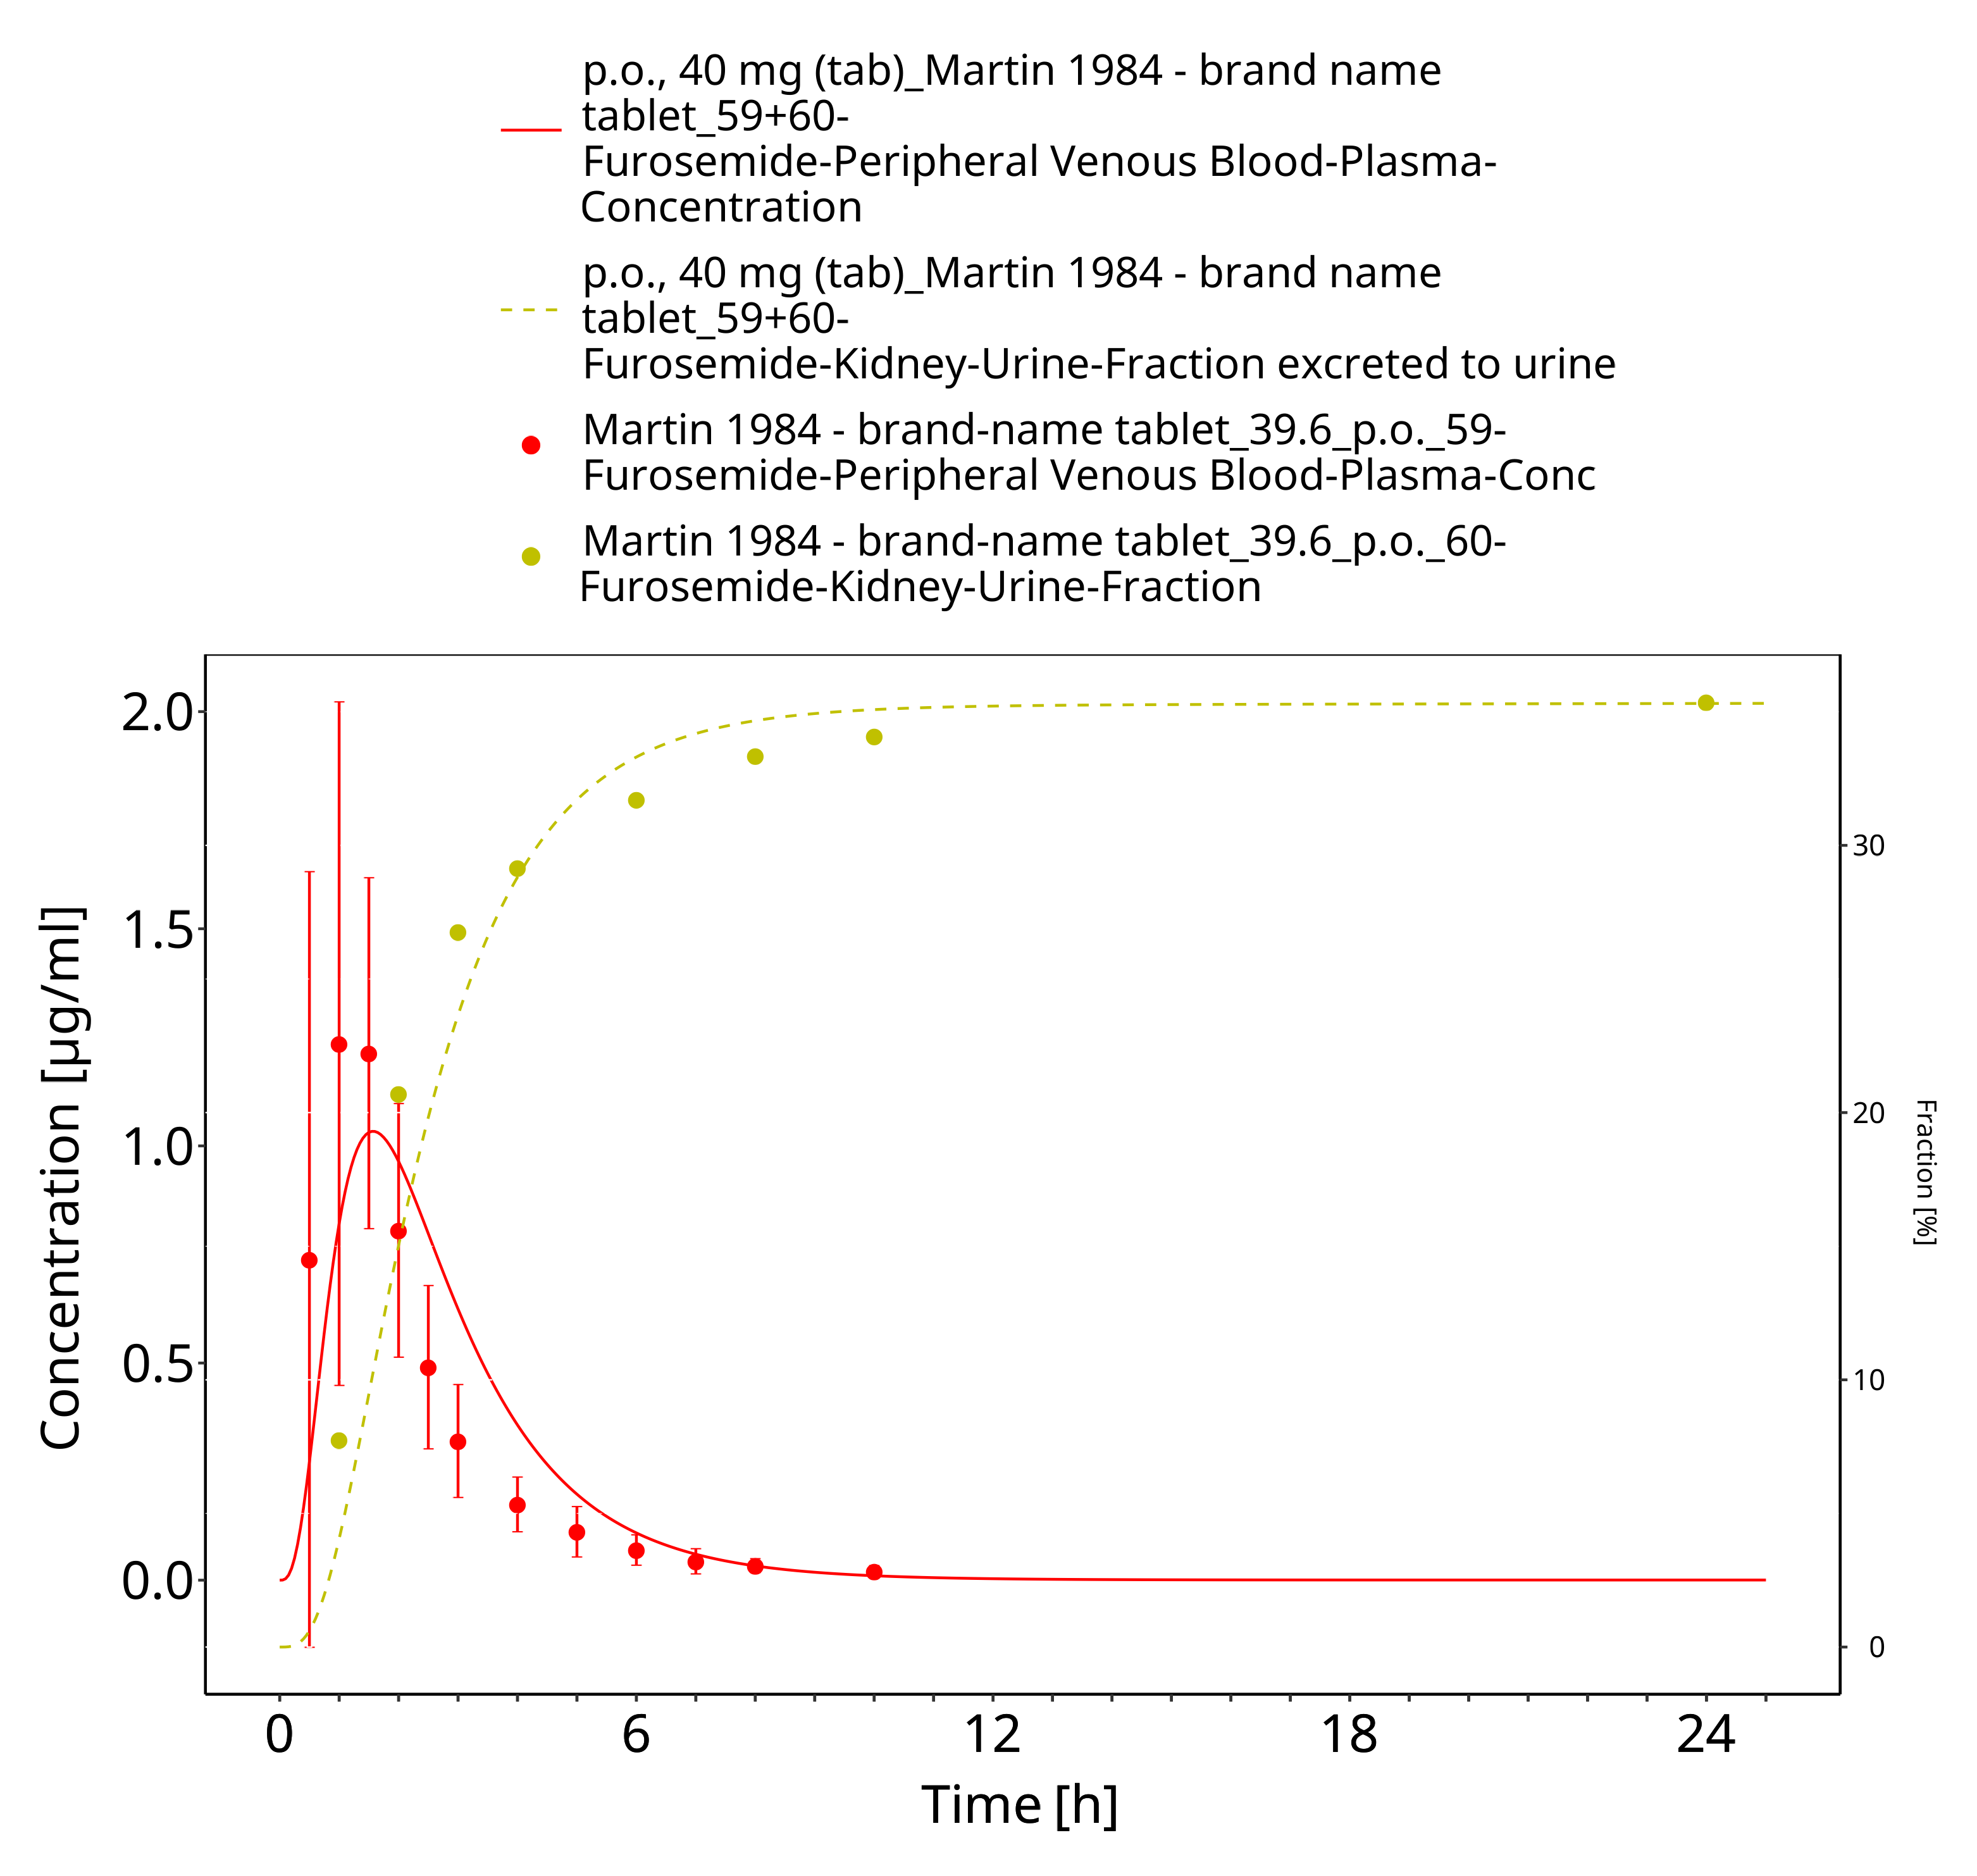 p.o., 40 mg (tab)_Martin 1984 - brand name
tablet_59+60-
Furosemide-Peripheral Venous Blood-Plasma-
Concentration
p.o., 40 mg (tab)_Martin 1984 - brand name
tablet_59+60-
Furosemide-Kidney-Urine-Fraction excreted to urine
Martin 1984 - brand-name tablet_39.6_p.o._59-
Furosemide-Peripheral Venous Blood-Plasma-Conc
Martin 1984 - brand-name tablet_39.6_p.o._60-
Furosemide-Kidney-Urine-Fraction
Concentration [µg/ml]
2.0
1.5
1.0
0.5
0.0
30
20
10
0
Fraction [%]
0 6 12 18 24
Time [h]